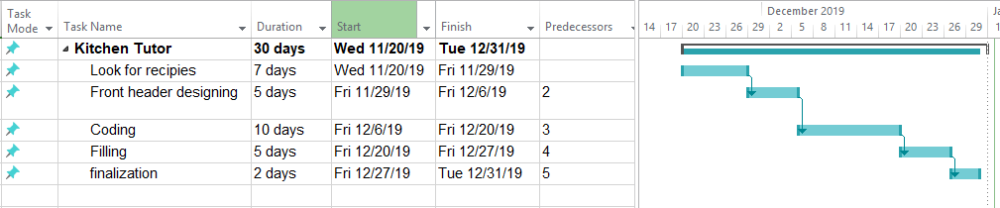 Task Mode Task Name Duration Start Finish Predecessors
Kitchen Tutor 30 days Wed 11/20/19 Tue 12/31/19
Look for recipies 7 days Wed 11/20/19 Fri 11/29/19
Front header designing 5 days Fri 11/29/19 Fri 12/6/19 2
Coding 10 days Fri 12/6/19 Fri 12/20/19 3
Filling 5 days Fri 12/20/19 Fri 12/27/19 4
finalization 2 days Fri 12/27/19 Tue 12/31/19 5
December 2019 Ja
14 17 20 23 26 29 2 5 8 11 14 17 20 23 26 29